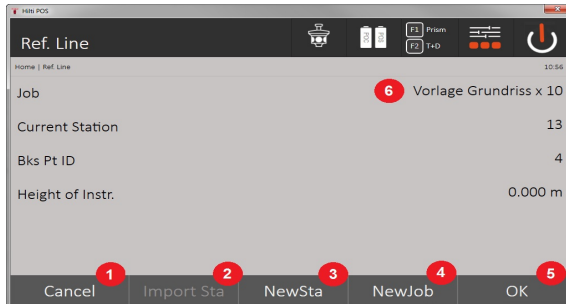 Hilti POS
Ref. Line
POC POS
F1 Prism
F2 T+D
Home | Ref. Line 10:56
Job 6 Vorlage Grundriss x 10
Current Station 13
Bks Pt ID 4
Height of Instr. 0.000 m
1 2 3 4 5
Cancel Import Sta NewSta NewJob OK